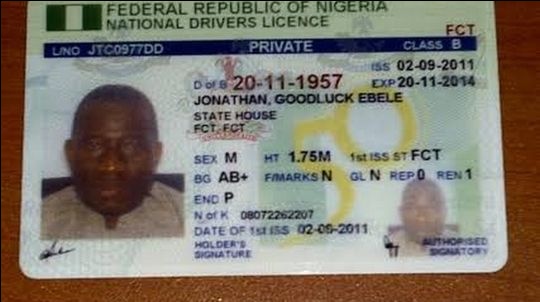 FEDERAL REPUBLIC OF NIGERIA
NATIONAL DRIVERS LICENCE
FCT
L/NO JTC0977DD PRIVATE CLASS B
ISS 02-09-2011
D of B 20-11-1957 EXP 20-11-2014
JONATHAN, GOODLUCK EBELE
STATE HOUSE
FCT, FCT
SEX M HT 1.75M 1st ISS ST FCT
BG AB+ F/MARKS N GL N REP 0 REN 1
END P
N of K 08072262207
DATE OF 1st ISS 02-09-2011
HOLDER'S
SIGNATURE
AUTHORISED
SIGNATORY